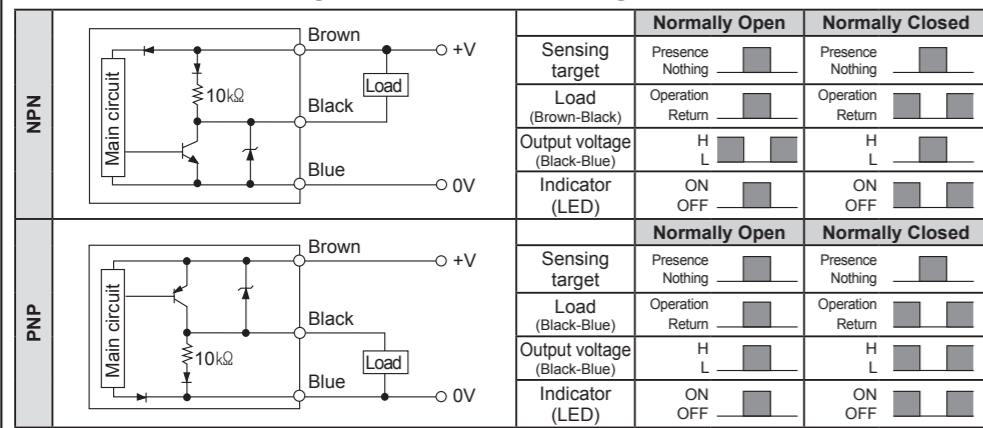 NPN
Main circuit
10kΩ
Brown
Black
Blue
Load
+V
0V
Normally Open
Normally Closed
Sensing
target
Presence
Nothing
Presence
Nothing
Load
(Brown-Black)
Operation
Return
Operation
Return
Output voltage
(Black-Blue)
H
L
H
L
Indicator
(LED)
ON
OFF
ON
OFF
PNP
Main circuit
10kΩ
Brown
Black
Blue
Load
+V
0V
Normally Open
Normally Closed
Sensing
target
Presence
Nothing
Presence
Nothing
Load
(Black-Blue)
Operation
Return
Operation
Return
Output voltage
(Black-Blue)
H
L
H
L
Indicator
(LED)
ON
OFF
ON
OFF